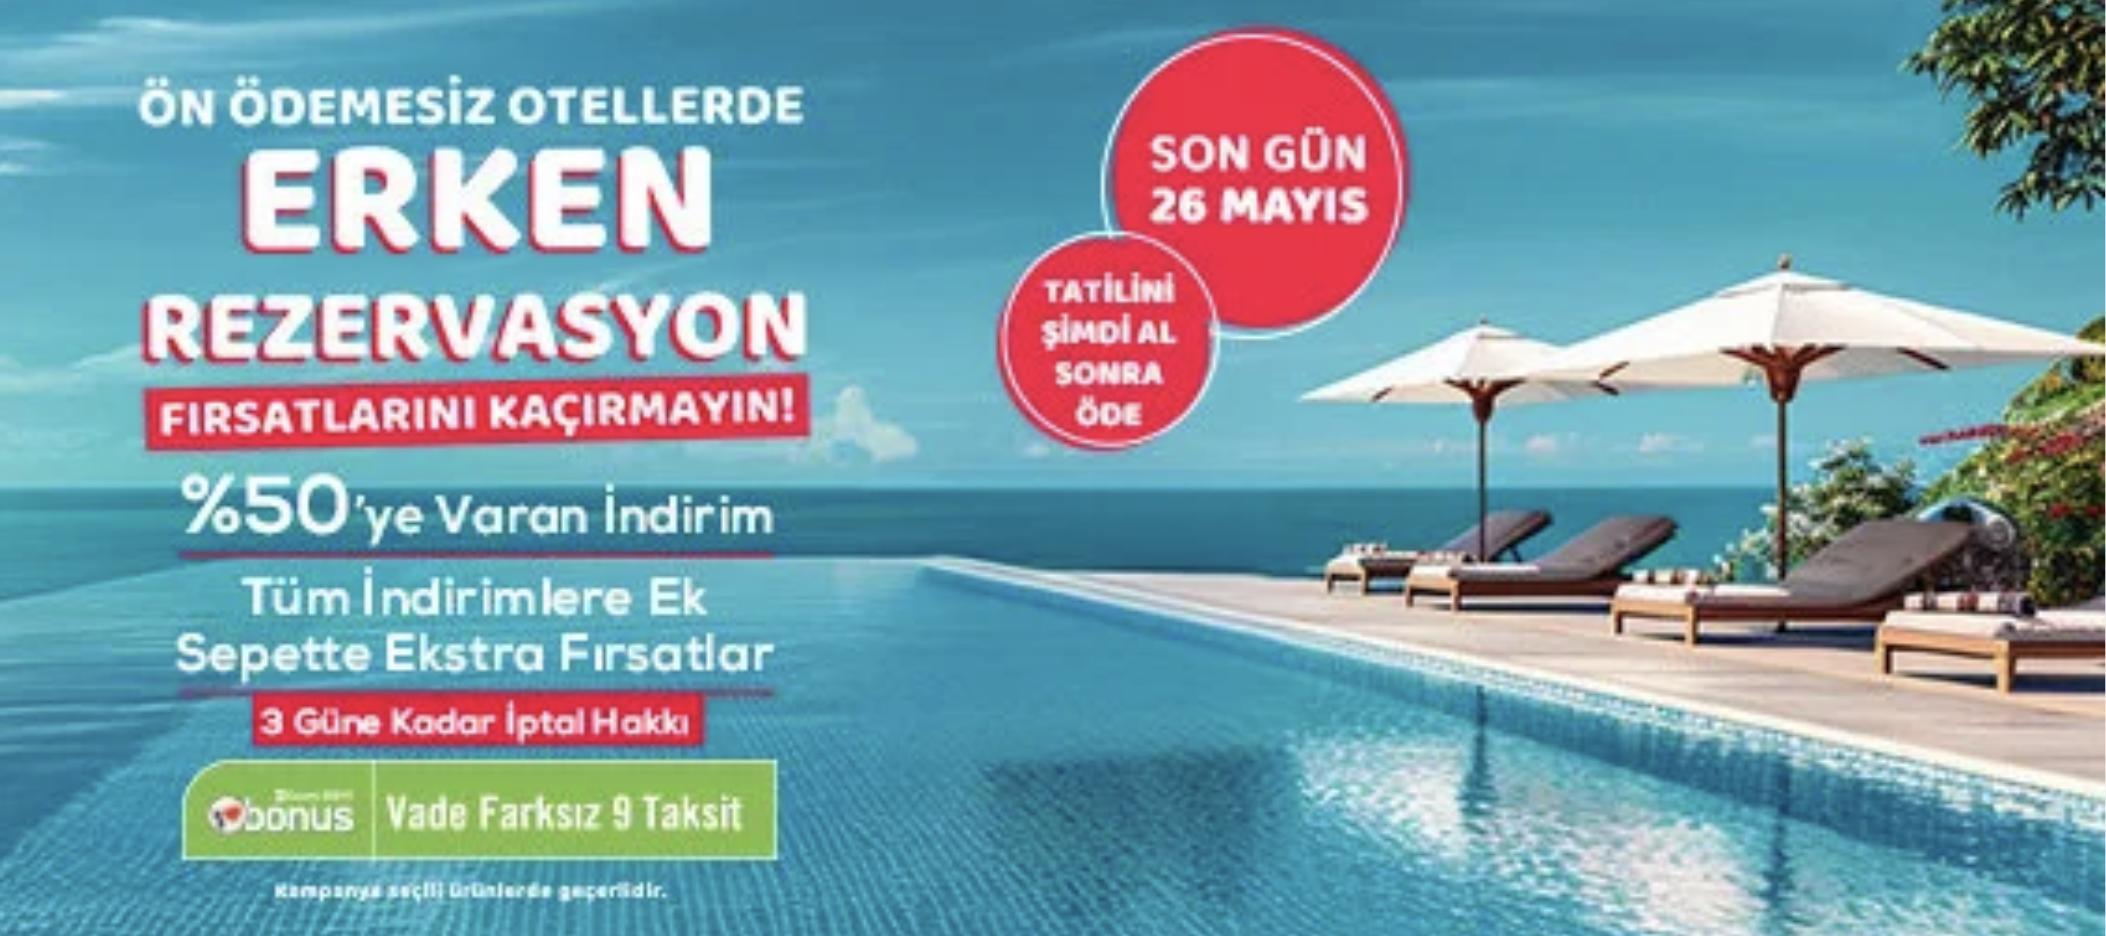 ÖN ÖDEMESİZ OTELLERDE
ERKEN
REZERVASYON
FIRSATLARINI KAÇIRMAYIN!
%50'ye Varan İndirim
Tüm İndirimlere Ek
Sepette Ekstra Fırsatlar
3 Güne Kadar İptal Hakkı
bonus
Vade Farksız 9 Taksit
Kampanya seçili ürünlerde geçerlidir.
SON GÜN
26 MAYIS
TATİLİNİ
ŞİMDİ AL
SONRA
ÖDE